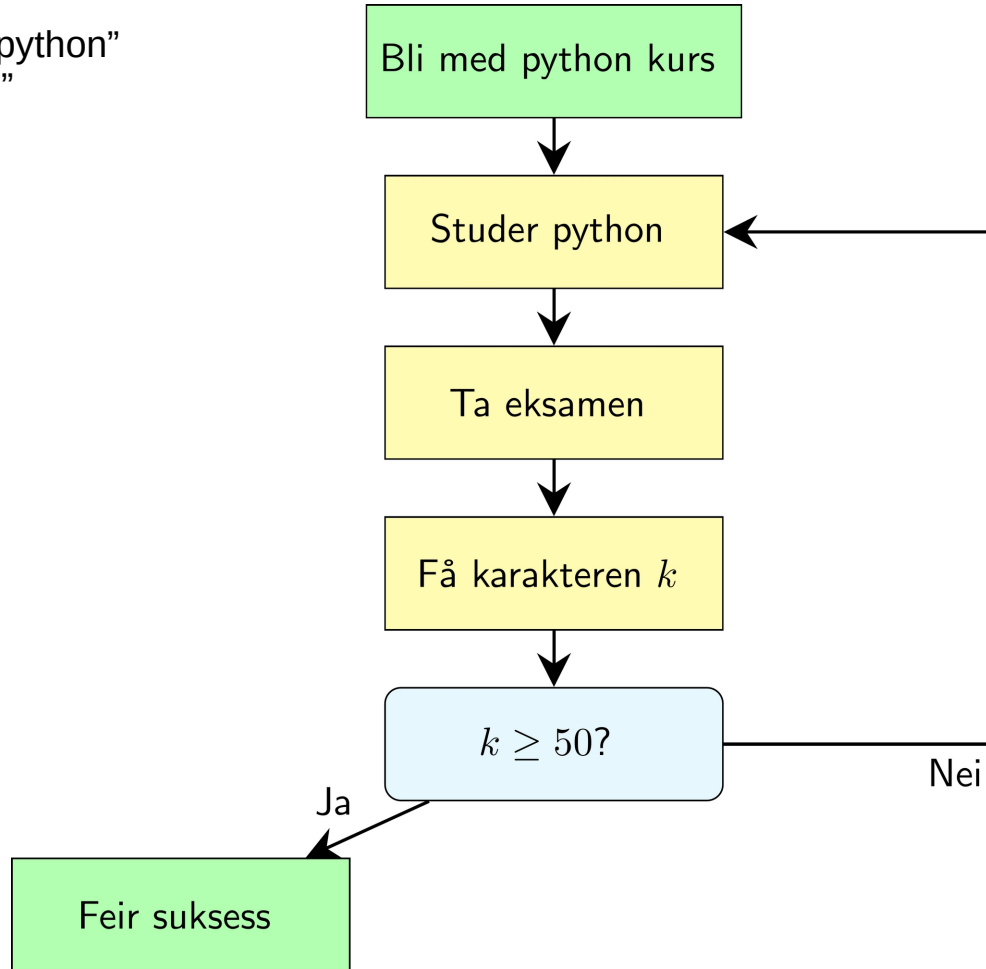 python”
”
Bli med python kurs
Studer python
Ta eksamen
Få karakteren k
k ≥ 50?
Nei
Ja
Feir suksess